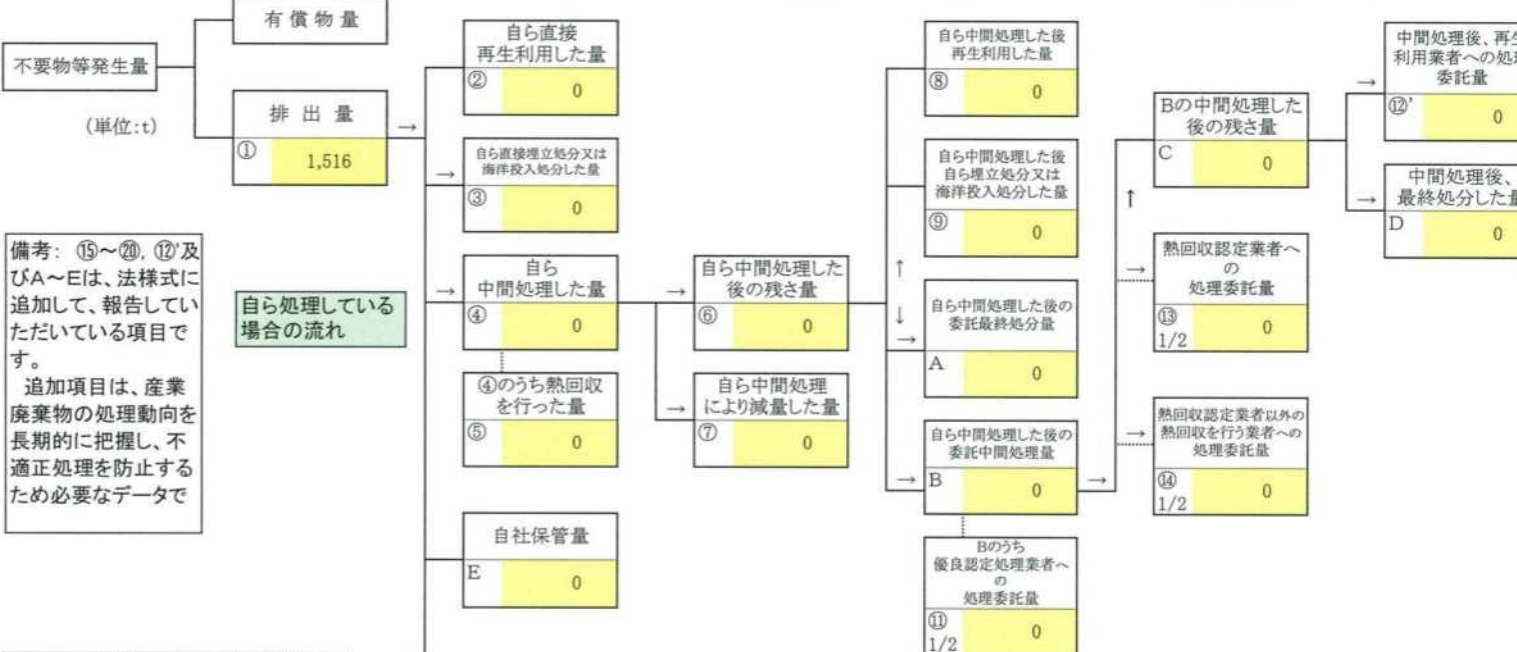 不要物等発生量
(単位:t)
有償物量
排出量
① 1,516
備考: ⑮～⑳, ⑫'及
びA～Eは、法様式に
追加して、報告してい
ただいている項目で
す。
追加項目は、産業
廃棄物の処理動向を
長期的に把握し、不
適正処理を防止する
ため必要なデータで
自ら処理している
場合の流れ
自ら直接
再生利用した量
② 0
自ら直接埋立処分又は
海洋投入処分した量
③ 0
自ら
中間処理した量
④ 0
④のうち熱回収
を行った量
⑤ 0
自社保管量
E 0
自ら中間処理した
後の残さ量
⑥ 0
自ら中間処理
により減量した量
⑦ 0
自ら中間処理した後
再生利用した量
⑧ 0
自ら中間処理した後
自ら埋立処分又は
海洋投入処分した量
⑨ 0
自ら中間処理した後の
委託最終処分量
A 0
自ら中間処理した後の
委託中間処理量
B 0
Bのうち
優良認定処理業者へ
の
処理委託量
⑪
1/2 0
Bの中間処理した
後の残さ量
C 0
熱回収認定業者へ
の
処理委託量
⑬
1/2 0
熱回収認定業者以外の
熱回収を行う業者への
処理委託量
⑭
1/2 0
中間処理後、再生
利用業者への処理
委託量
⑫' 0
中間処理後、
最終処分した量
D 0